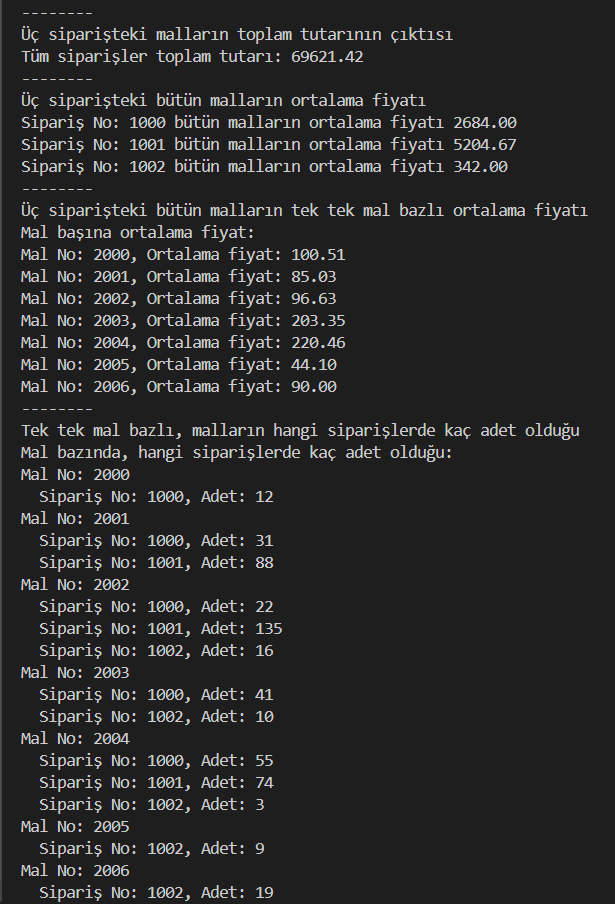 --------
Üç siparişteki malların toplam tutarının çıktısı
Tüm siparişler toplam tutarı: 69621.42
--------
Üç siparişteki bütün malların ortalama fiyatı
Sipariş No: 1000 bütün malların ortalama fiyatı 2684.00
Sipariş No: 1001 bütün malların ortalama fiyatı 5204.67
Sipariş No: 1002 bütün malların ortalama fiyatı 342.00
--------
Üç siparişteki bütün malların tek tek mal bazlı ortalama fiyatı
Mal başına ortalama fiyat:
Mal No: 2000, Ortalama fiyat: 100.51
Mal No: 2001, Ortalama fiyat: 85.03
Mal No: 2002, Ortalama fiyat: 96.63
Mal No: 2003, Ortalama fiyat: 203.35
Mal No: 2004, Ortalama fiyat: 220.46
Mal No: 2005, Ortalama fiyat: 44.10
Mal No: 2006, Ortalama fiyat: 90.00
--------
Tek tek mal bazlı, malların hangi siparişlerde kaç adet olduğu
Mal bazında, hangi siparişlerde kaç adet olduğu:
Mal No: 2000
  Sipariş No: 1000, Adet: 12
Mal No: 2001
  Sipariş No: 1000, Adet: 31
  Sipariş No: 1001, Adet: 88
Mal No: 2002
  Sipariş No: 1000, Adet: 22
  Sipariş No: 1001, Adet: 135
  Sipariş No: 1002, Adet: 16
Mal No: 2003
  Sipariş No: 1000, Adet: 41
  Sipariş No: 1002, Adet: 10
Mal No: 2004
  Sipariş No: 1000, Adet: 55
  Sipariş No: 1001, Adet: 74
  Sipariş No: 1002, Adet: 3
Mal No: 2005
  Sipariş No: 1002, Adet: 9
Mal No: 2006
  Sipariş No: 1002, Adet: 19